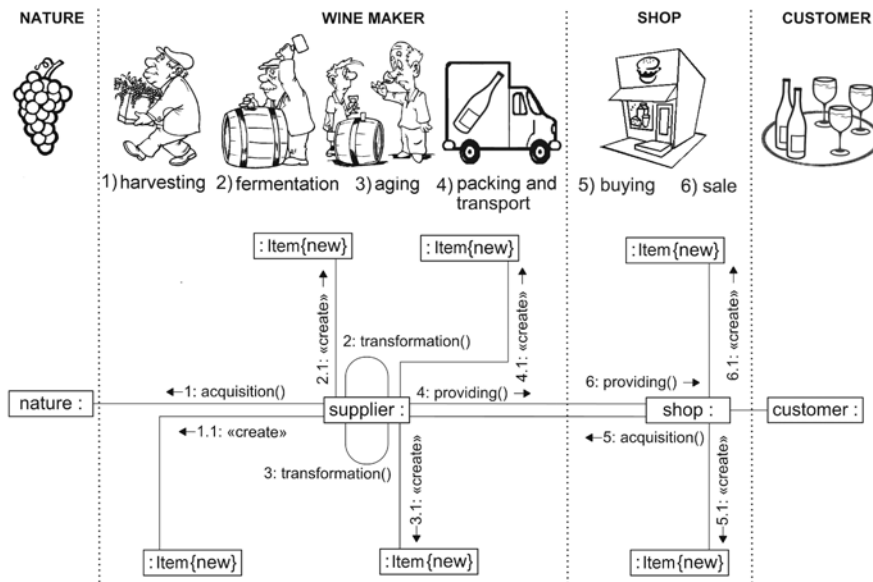 NATURE
WINE MAKER
SHOP
CUSTOMER
1) harvesting
2) fermentation
3) aging
4) packing and
transport
5) buying
6) sale
: Item{new}
: Item{new}
: Item{new}
2.1: «create»
4.1: «create»
6.1: «create»
2: transformation()
1: acquisition()
4: providing()
6: providing()
nature :
supplier :
shop :
customer :
1.1: «create»
5: acquisition()
3: transformation()
3.1: «create»
5.1: «create»
: Item{new}
: Item{new}
: Item{new}